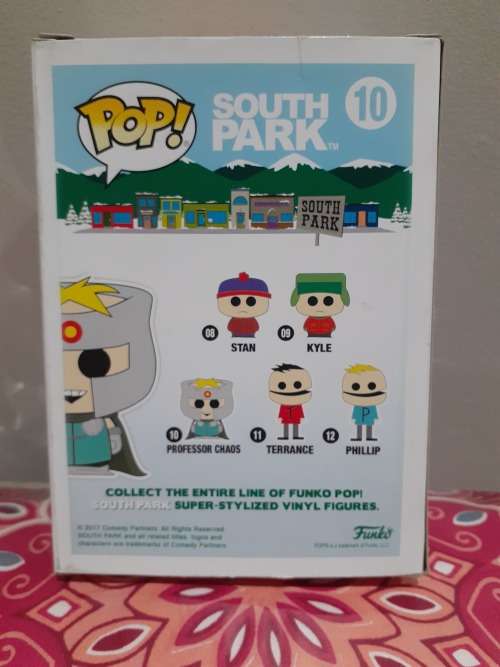 POP!
SOUTH PARK™
10
SOUTH PARK
08 STAN
09 KYLE
10 PROFESSOR CHAOS
11 TERRANCE
T
12 PHILLIP
P
COLLECT THE ENTIRE LINE OF FUNKO POP!
SOUTH PARK SUPER-STYLIZED VINYL FIGURES.
© 2017 Comedy Partners. All Rights Reserved.
SOUTH PARK and all related titles, logos and
characters are trademarks of Comedy Partners.
Funko